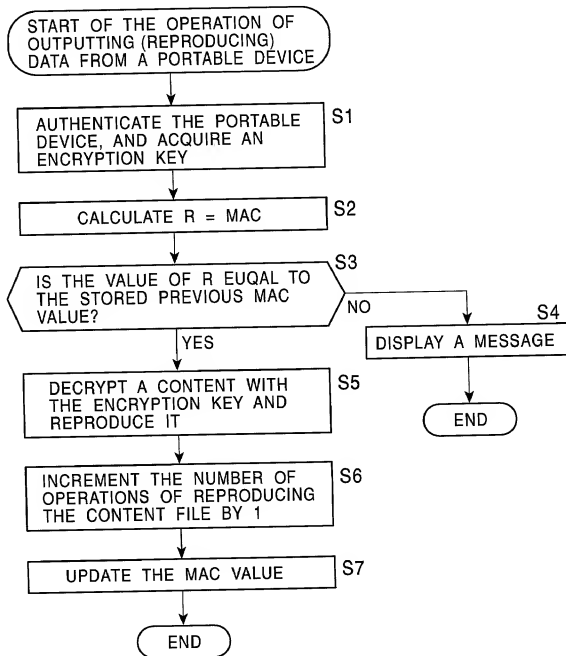 START OF THE OPERATION OF
OUTPUTTING (REPRODUCING)
DATA FROM A PORTABLE DEVICE
S1
AUTHENTICATE THE PORTABLE
DEVICE, AND ACQUIRE AN
ENCRYPTION KEY
S2
CALCULATE R = MAC
S3
IS THE VALUE OF R EUQAL TO
THE STORED PREVIOUS MAC
VALUE?
NO
YES
S4
DISPLAY A MESSAGE
END
S5
DECRYPT A CONTENT WITH
THE ENCRYPTION KEY AND
REPRODUCE IT
S6
INCREMENT THE NUMBER OF
OPERATIONS OF REPRODUCING
THE CONTENT FILE BY 1
S7
UPDATE THE MAC VALUE
END